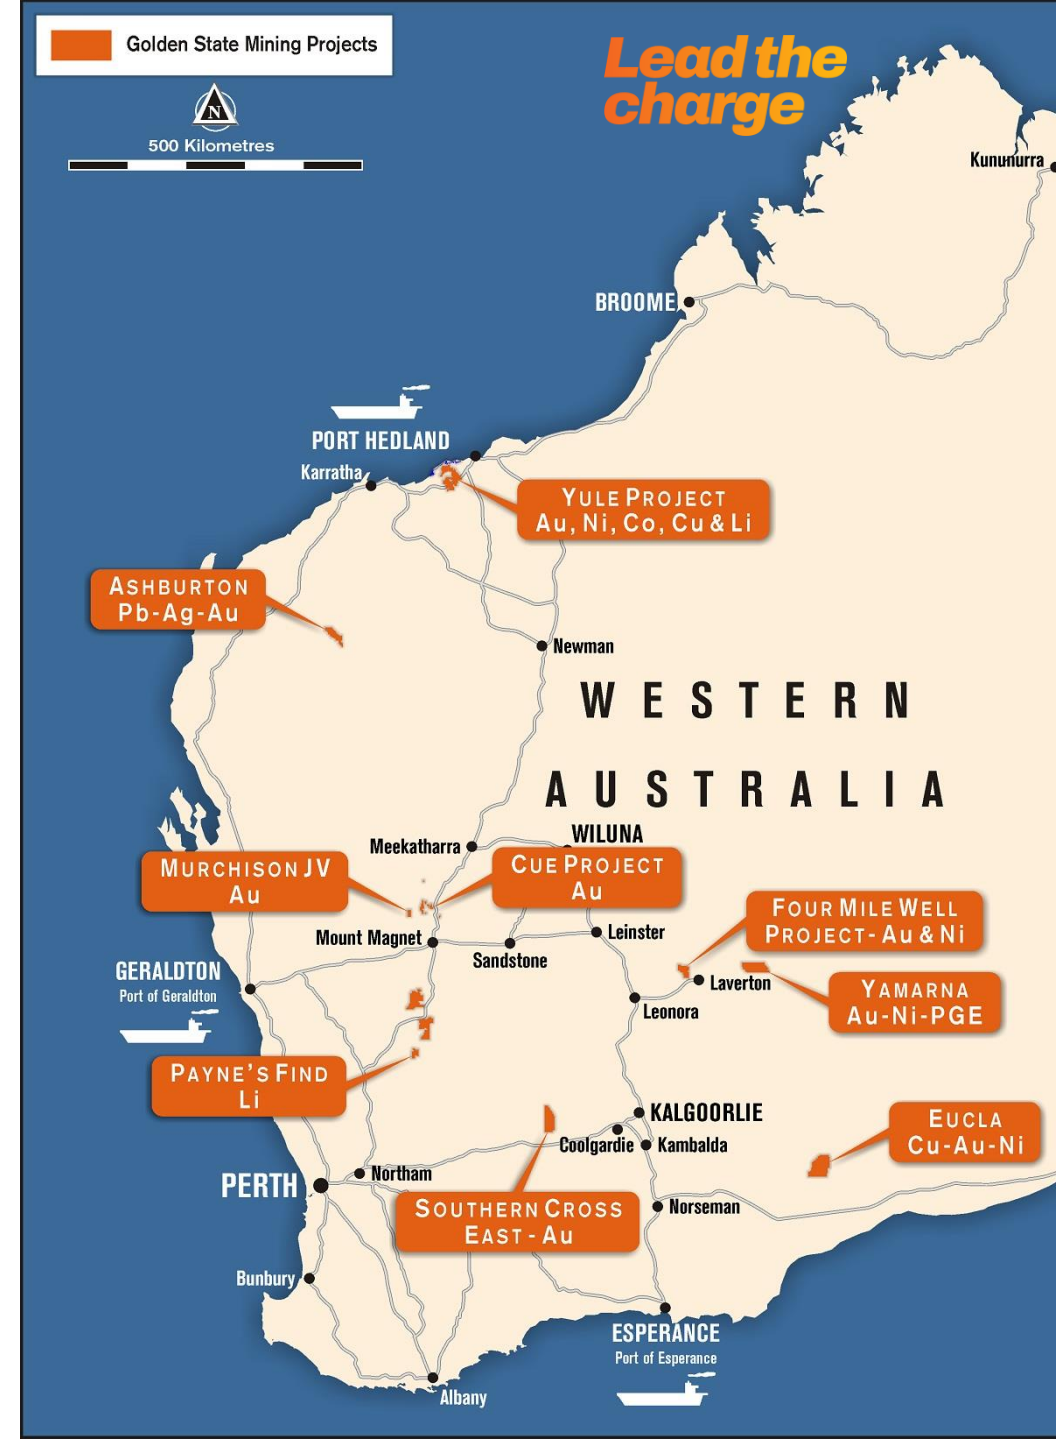 Golden State Mining Projects
N
500 Kilometres
Lead the
charge
Kununurra
BROOME
PORT HEDLAND
Karratha
YULE PROJECT
Au, Ni, Co, Cu & Li
ASHBURTON
Pb-Ag-Au
Newman
WESTERN
AUSTRALIA
WILUNA
Meekatharra
MURCHISON JV
Au
CUE PROJECT
Au
FOUR MILE WELL
PROJECT - Au & Ni
Mount Magnet
Leinster
Sandstone
GERALDTON
Port of Geraldton
Laverton
YAMARNA
Au-Ni-PGE
Leonora
PAYNE'S FIND
Li
KALGOORLIE
Coolgardie
Kambalda
EUCLA
Cu-Au-Ni
PERTH
Northam
SOUTHERN CROSS
EAST - Au
Norseman
Bunbury
ESPERANCE
Port of Esperance
Albany